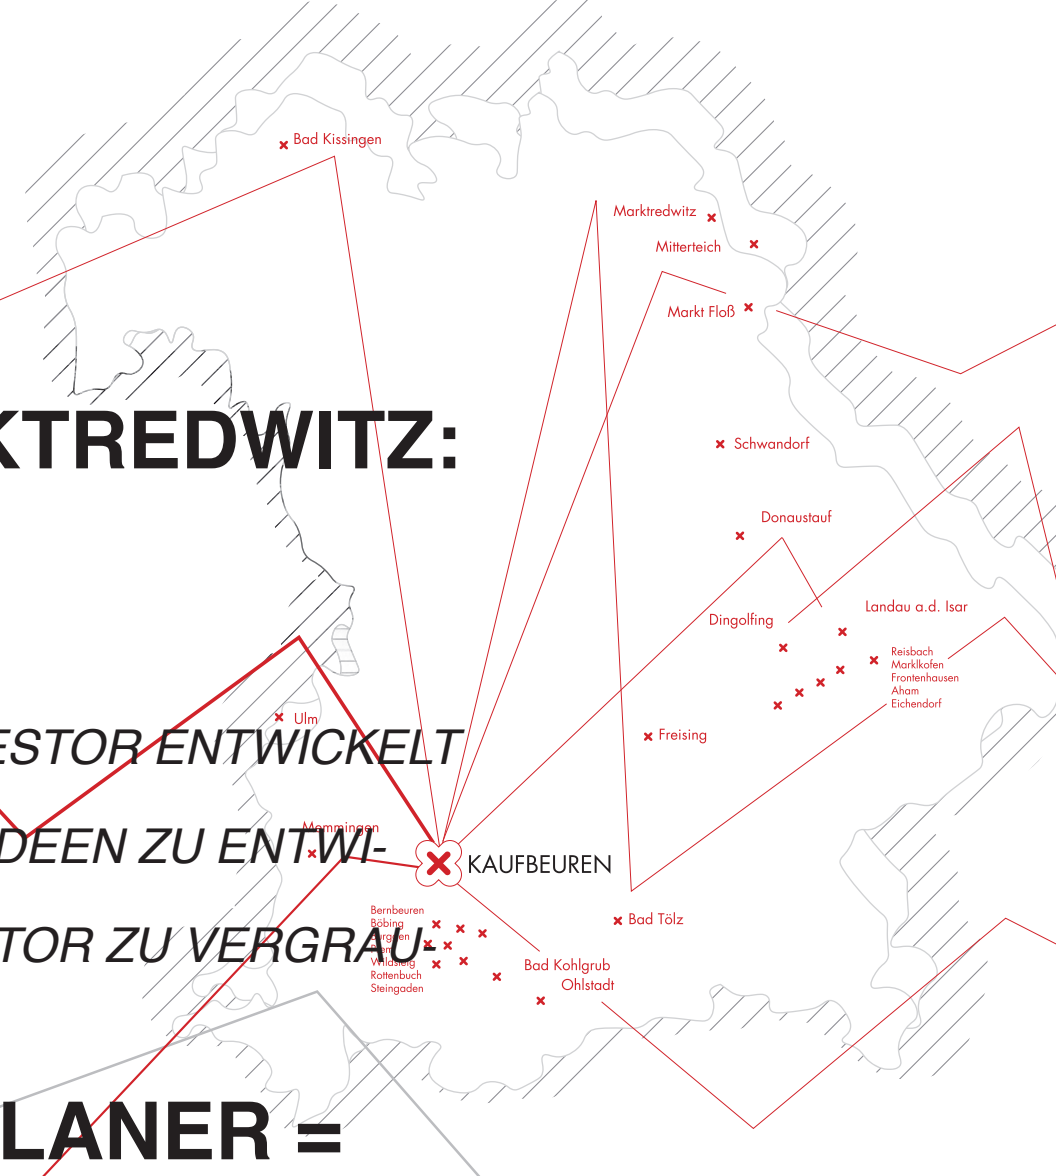 Bad Kissingen
Marktredwitz
Mitterteich
Markt Floß
KTREDWITZ:
Schwandorf
Donaustauf
Landau a.d. Isar
Dingolfing
Reisbach
Marklkofen
Frontenhausen
Aham
Eichendorf
Ulm
Freising
ESTOR ENTWICKELT
Memmingen
DEEN ZU ENTWI-
KAUFBEUREN
Bernbeuren
Böbing
Bad Tölz
TOR ZU VERGRAU-
Wildsteig
Rottenbuch
Steingaden
Bad Kohlgrub
Ohlstadt
LANER =